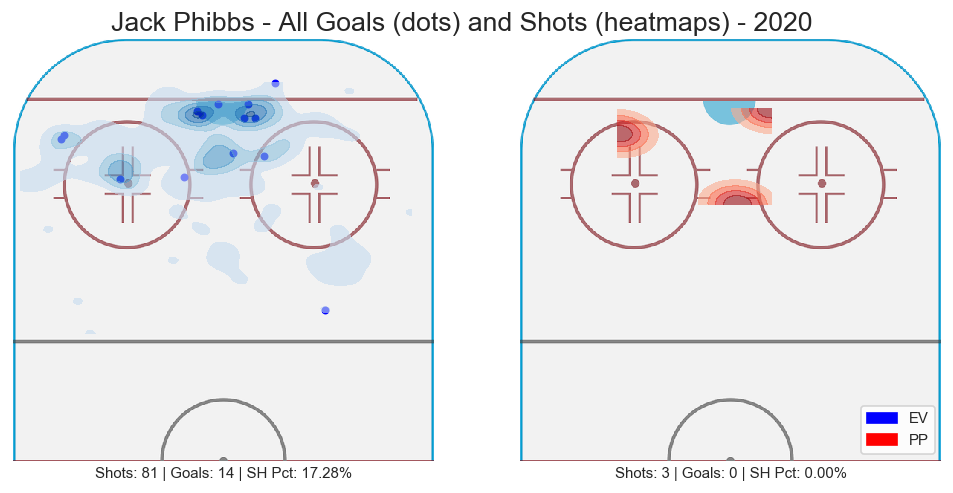 Jack Phibbs - All Goals (dots) and Shots (heatmaps) - 2020
EV
PP
Shots: 81 | Goals: 14 | SH Pct: 17.28%
Shots: 3 | Goals: 0 | SH Pct: 0.00%